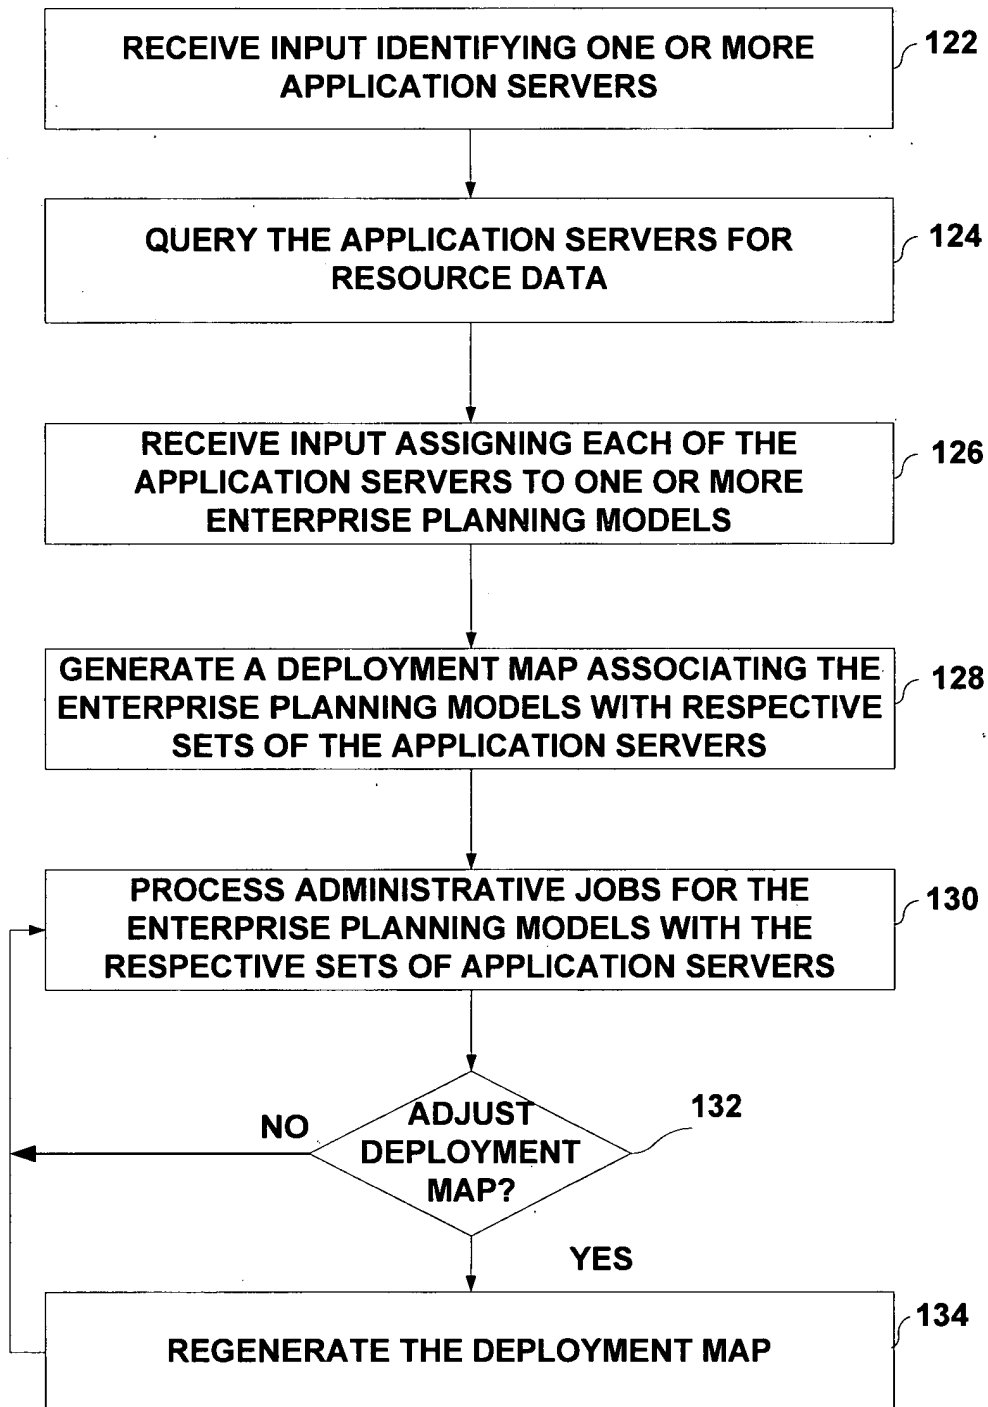 RECEIVE INPUT IDENTIFYING ONE OR MORE
APPLICATION SERVERS
122
QUERY THE APPLICATION SERVERS FOR
RESOURCE DATA
124
RECEIVE INPUT ASSIGNING EACH OF THE
APPLICATION SERVERS TO ONE OR MORE
ENTERPRISE PLANNING MODELS
126
GENERATE A DEPLOYMENT MAP ASSOCIATING THE
ENTERPRISE PLANNING MODELS WITH RESPECTIVE
SETS OF THE APPLICATION SERVERS
128
PROCESS ADMINISTRATIVE JOBS FOR THE
ENTERPRISE PLANNING MODELS WITH THE
RESPECTIVE SETS OF APPLICATION SERVERS
130
ADJUST
DEPLOYMENT
MAP?
132
NO
YES
REGENERATE THE DEPLOYMENT MAP
134